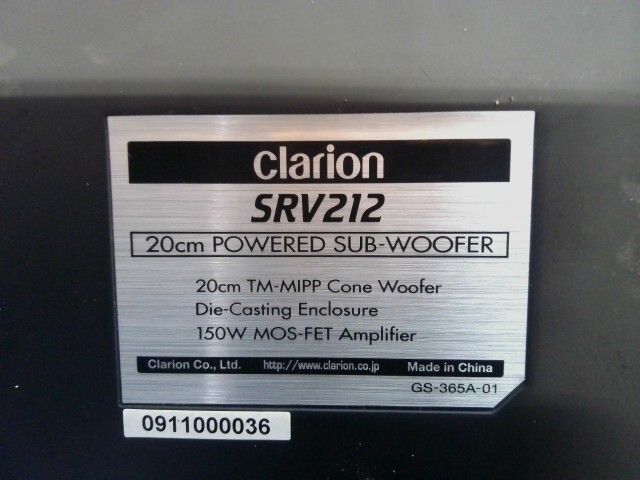 clarion
SRV212
20cm POWERED SUB-WOOFER
20cm TM-MIPP Cone Woofer
Die-Casting Enclosure
150W MOS-FET Amplifier
Clarion Co., Ltd. http://www.clarion.co.jp Made in China
GS-365A-01
0911000036